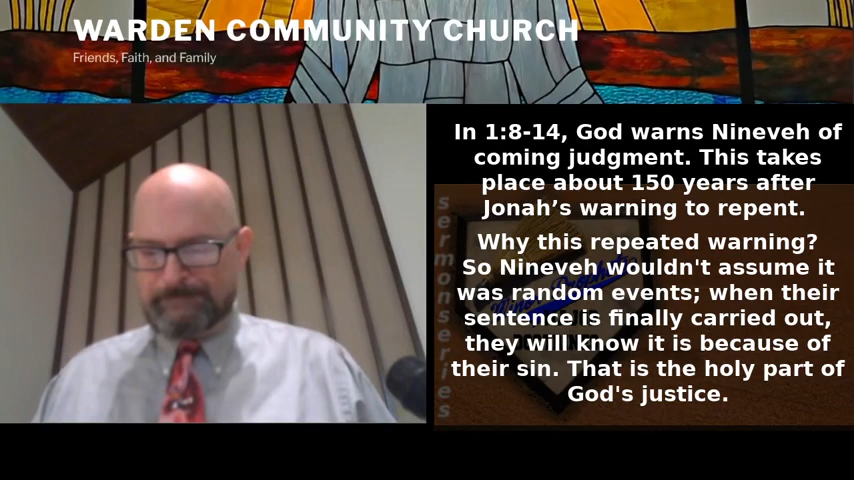 WARDEN COMMUNITY CHURCH
Friends, Faith, and Family
In 1:8-14, God warns Nineveh of
coming judgment. This takes
place about 150 years after
Jonah’s warning to repent.
Why this repeated warning?
So Nineveh wouldn't assume it
was random events; when their
sentence is finally carried out,
they will know it is because of
their sin. That is the holy part of
God's justice.
sermonseries